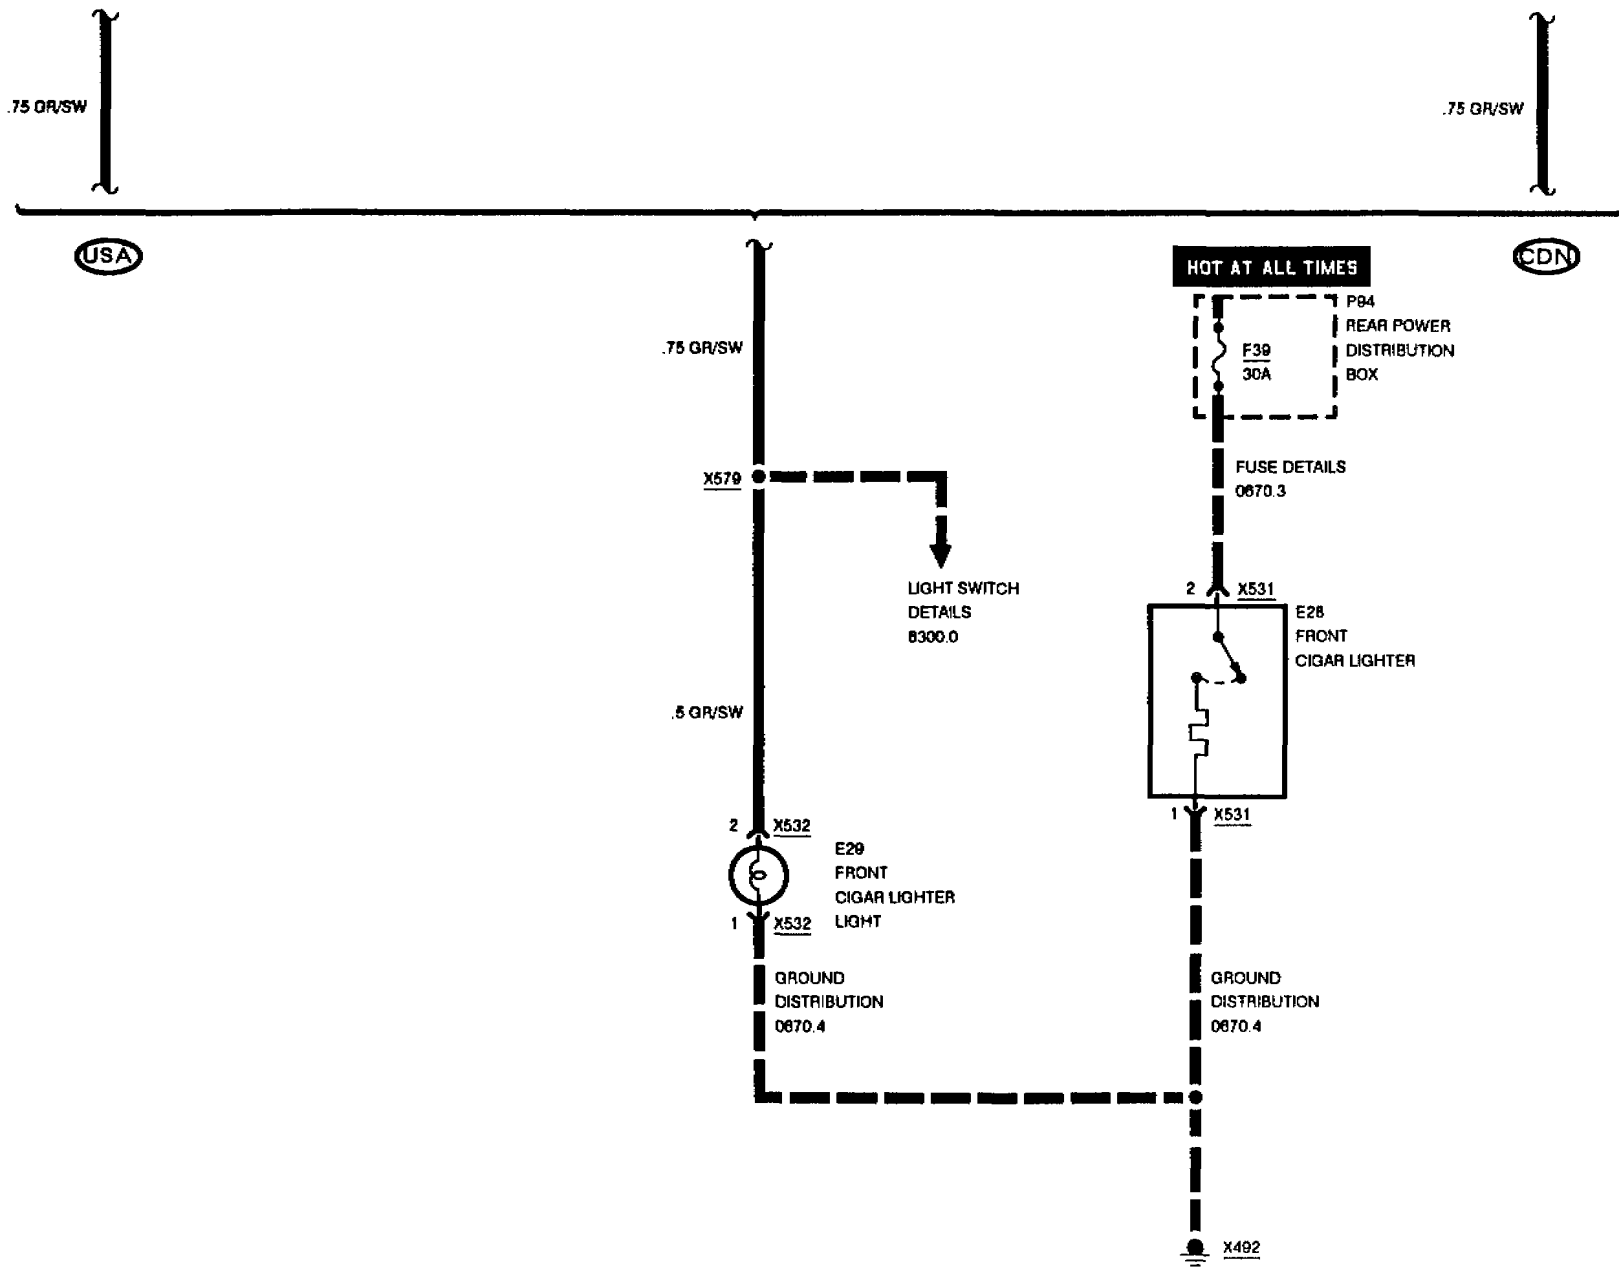 .75 GR/SW
.75 GR/SW
USA
CDN
HOT AT ALL TIMES
P94
REAR POWER
DISTRIBUTION
BOX
F39
30A
.75 GR/SW
FUSE DETAILS
0670.3
X579
LIGHT SWITCH
DETAILS
6300.0
2
X531
E28
FRONT
CIGAR LIGHTER
.5 GR/SW
1
X531
2
X532
E29
FRONT
CIGAR LIGHTER
LIGHT
1
X532
GROUND
DISTRIBUTION
0670.4
GROUND
DISTRIBUTION
0670.4
X492